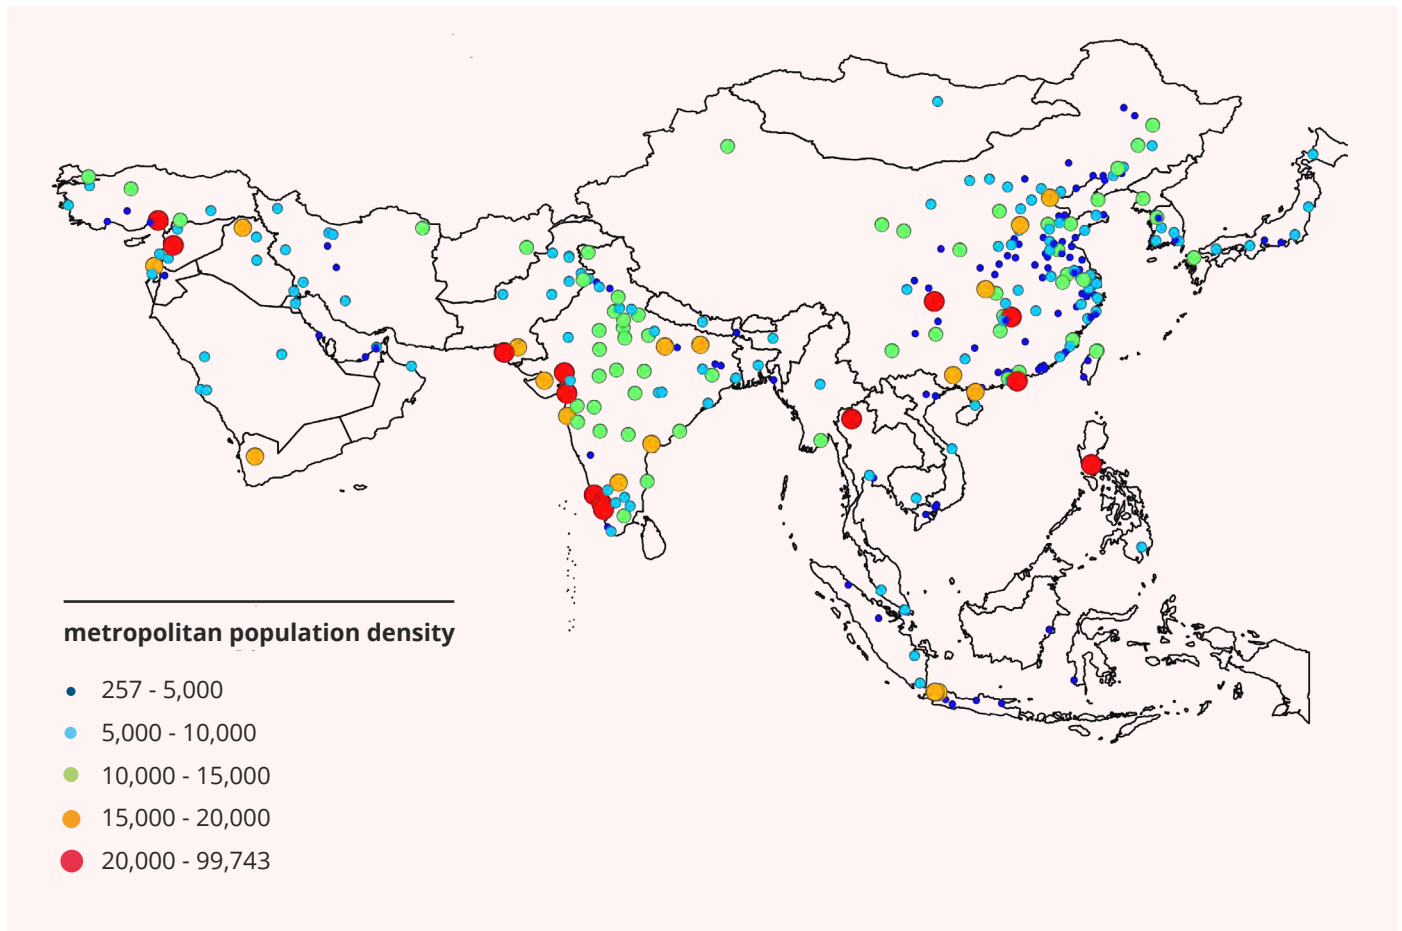 metropolitan population density
257 - 5,000
5,000 - 10,000
10,000 - 15,000
15,000 - 20,000
20,000 - 99,743